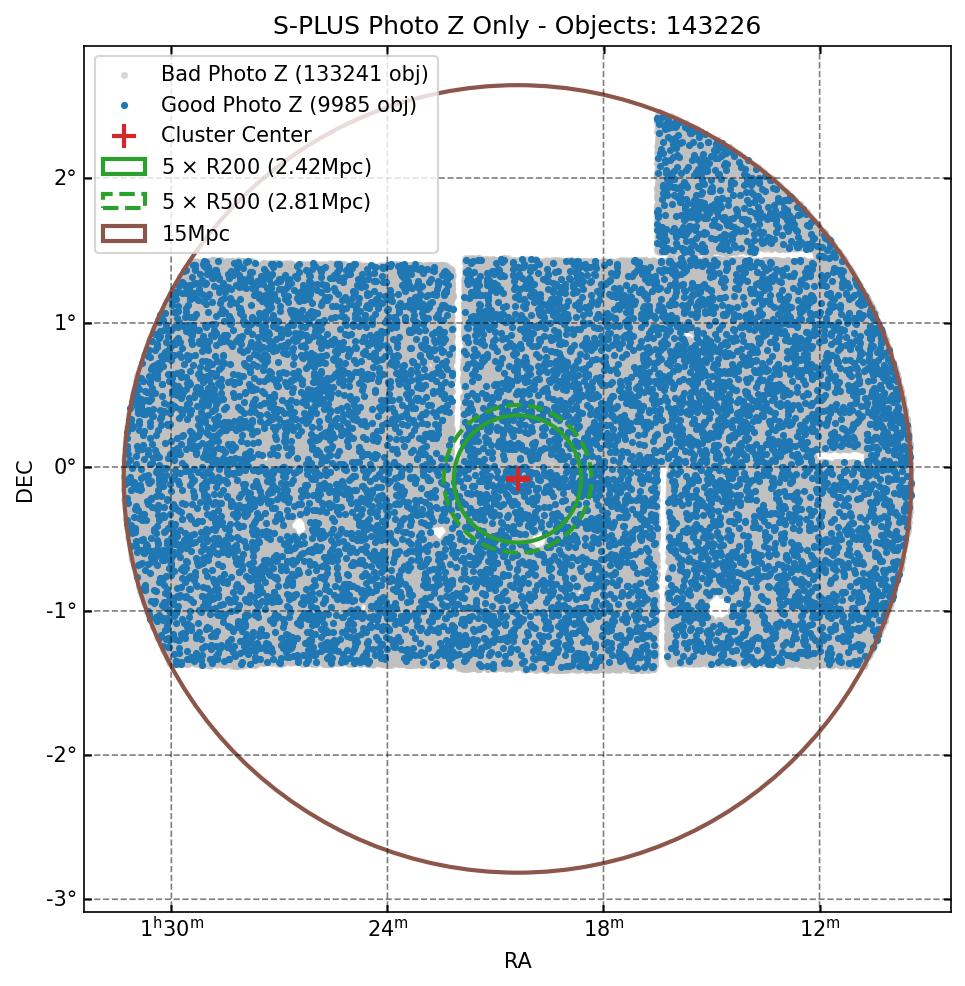 S-PLUS Photo Z Only - Objects: 143226
Bad Photo Z (133241 obj)
Good Photo Z (9985 obj)
Cluster Center
5 × R200 (2.42Mpc)
5 × R500 (2.81Mpc)
15Mpc
DEC
2°
1°
0°
-1°
-2°
-3°
1ʰ30ᵐ 24ᵐ 18ᵐ 12ᵐ
RA